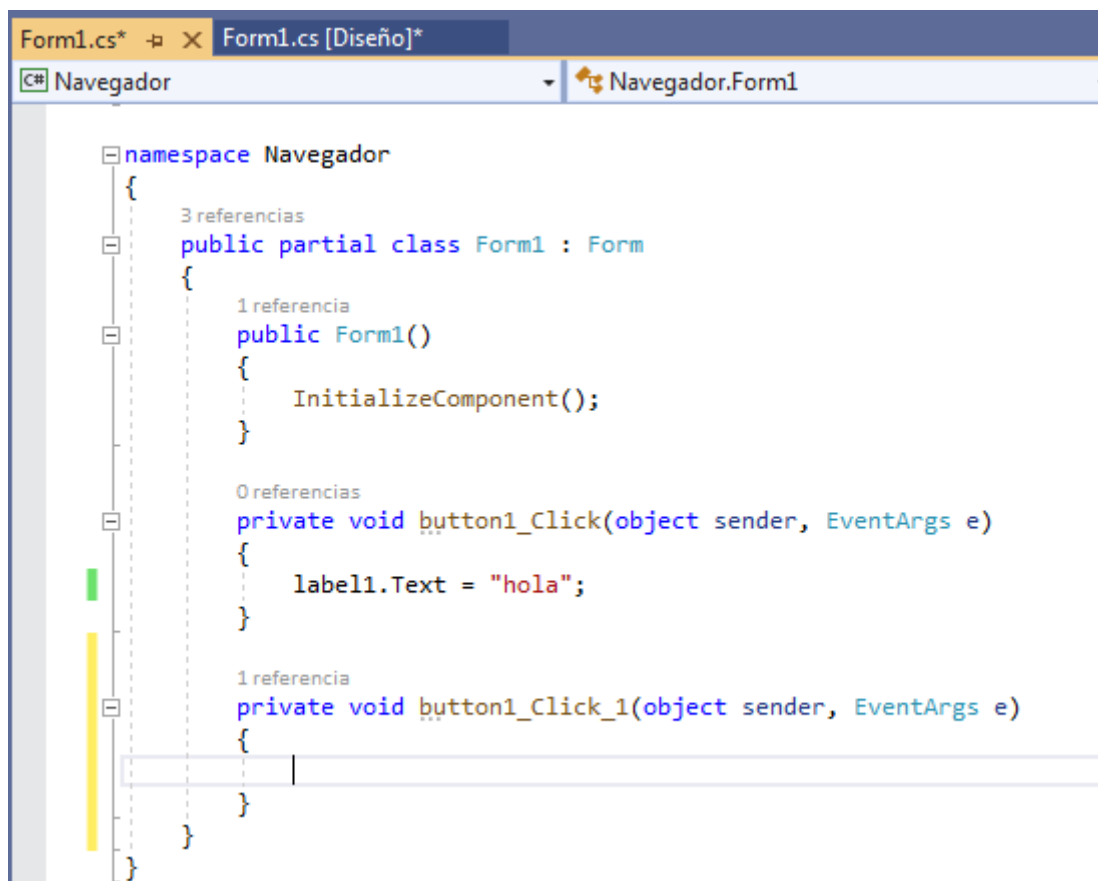 Form1.cs* Form1.cs [Diseño]*
C# Navegador Navegador.Form1
namespace Navegador
{
3 referencias
public partial class Form1 : Form
{
1 referencia
public Form1()
{
InitializeComponent();
}
0 referencias
private void button1_Click(object sender, EventArgs e)
{
label1.Text = "hola";
}
1 referencia
private void button1_Click_1(object sender, EventArgs e)
{
}
}
}